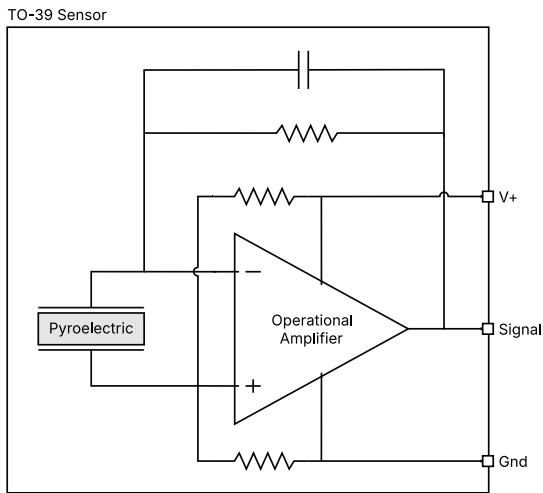 TO-39 Sensor
V+
−
Pyroelectric
Operational
Amplifier
Signal
+
Gnd